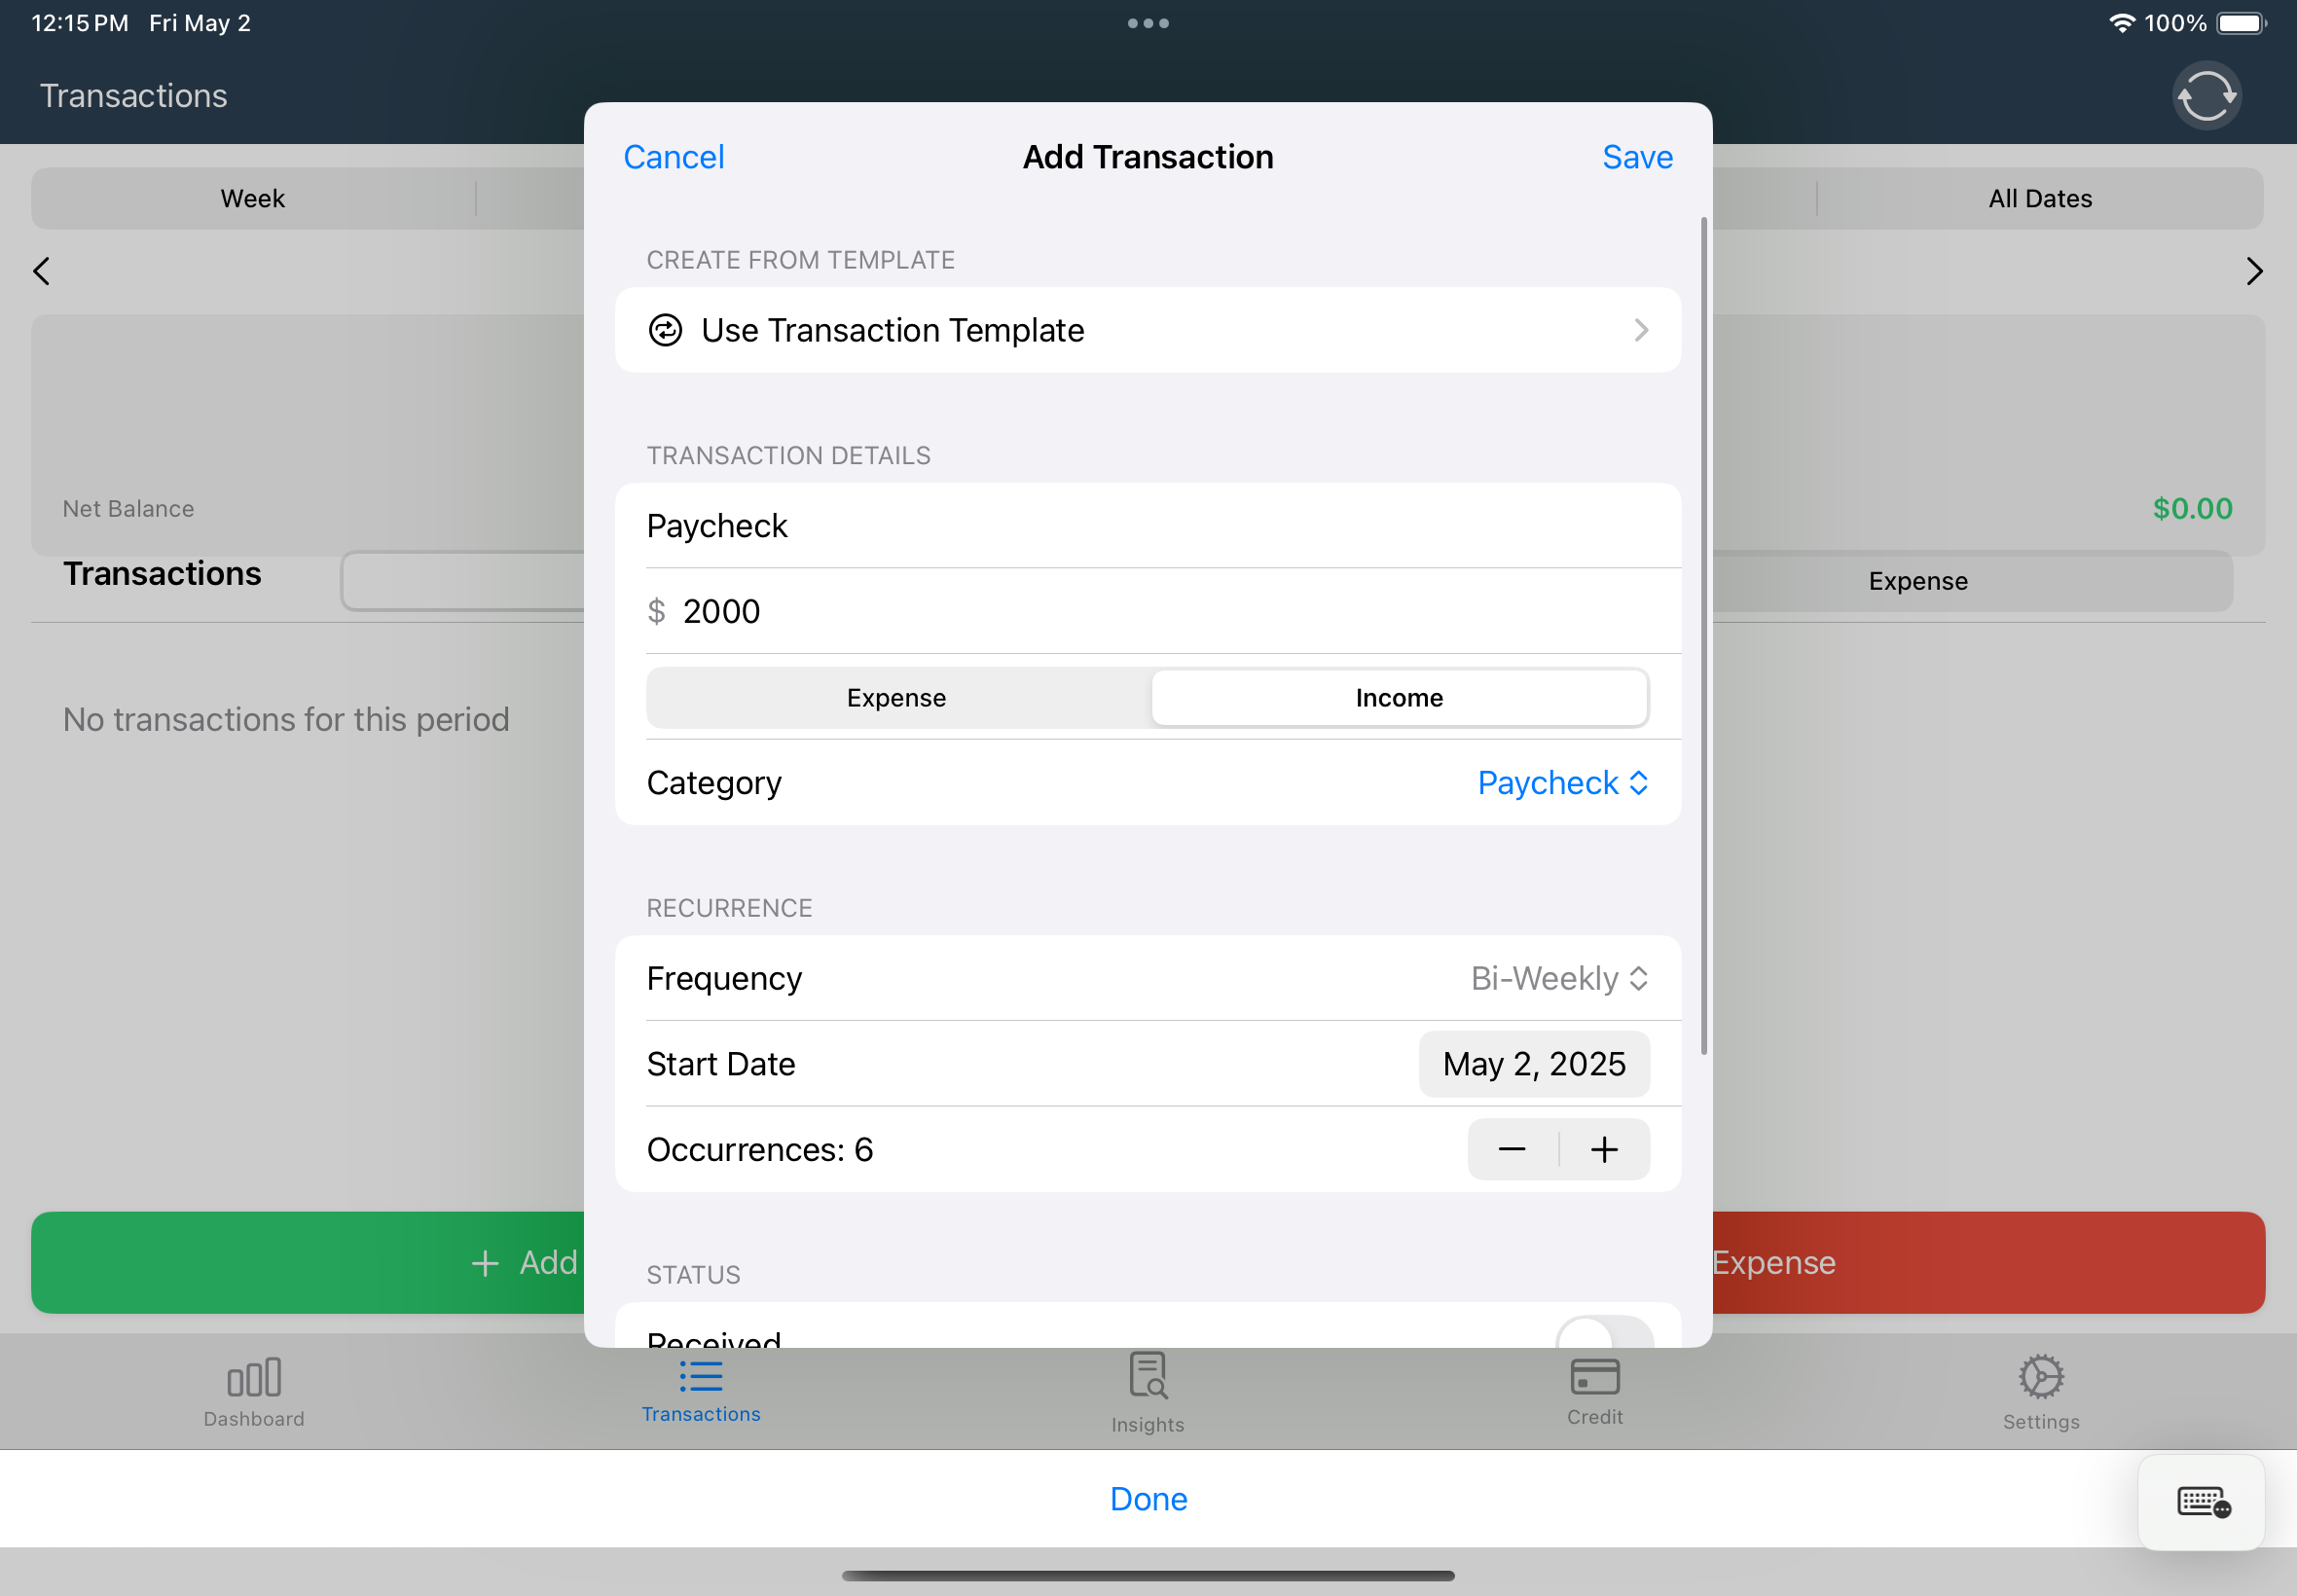 12:15 PM Fri May 2
100%
Transactions
Cancel
Add Transaction
Save
Week
All Dates
CREATE FROM TEMPLATE
Use Transaction Template
TRANSACTION DETAILS
Net Balance
$0.00
Paycheck
Transactions
Expense
$ 2000
Expense
Income
No transactions for this period
Category
Paycheck
RECURRENCE
Frequency
Bi-Weekly
Start Date
May 2, 2025
Occurrences: 6
− +
+ Add
Expense
STATUS
Received
Dashboard
Transactions
Insights
Credit
Settings
Done